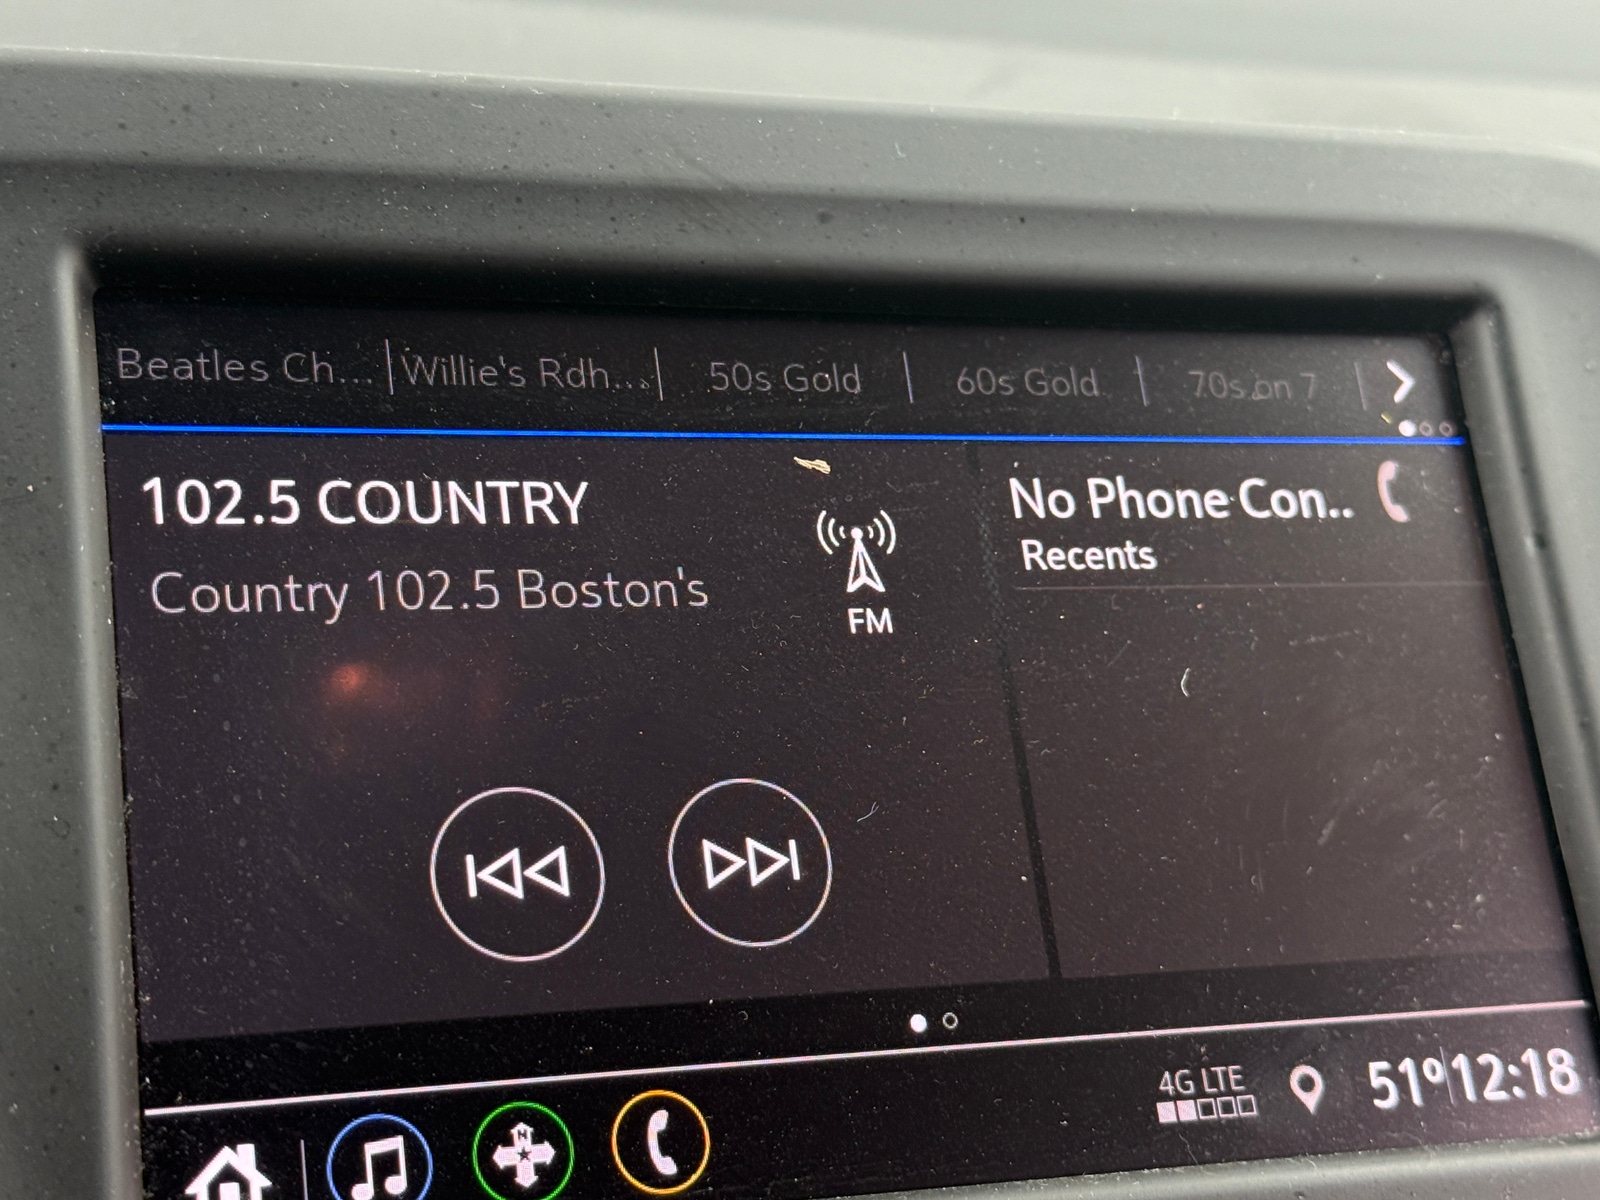 Beatles Ch... Willie's Rdh... 50s Gold 60s Gold 70s on 7
102.5 COUNTRY
Country 102.5 Boston's
FM
No Phone Con..
Recents
4G LTE
51° 12:18
N